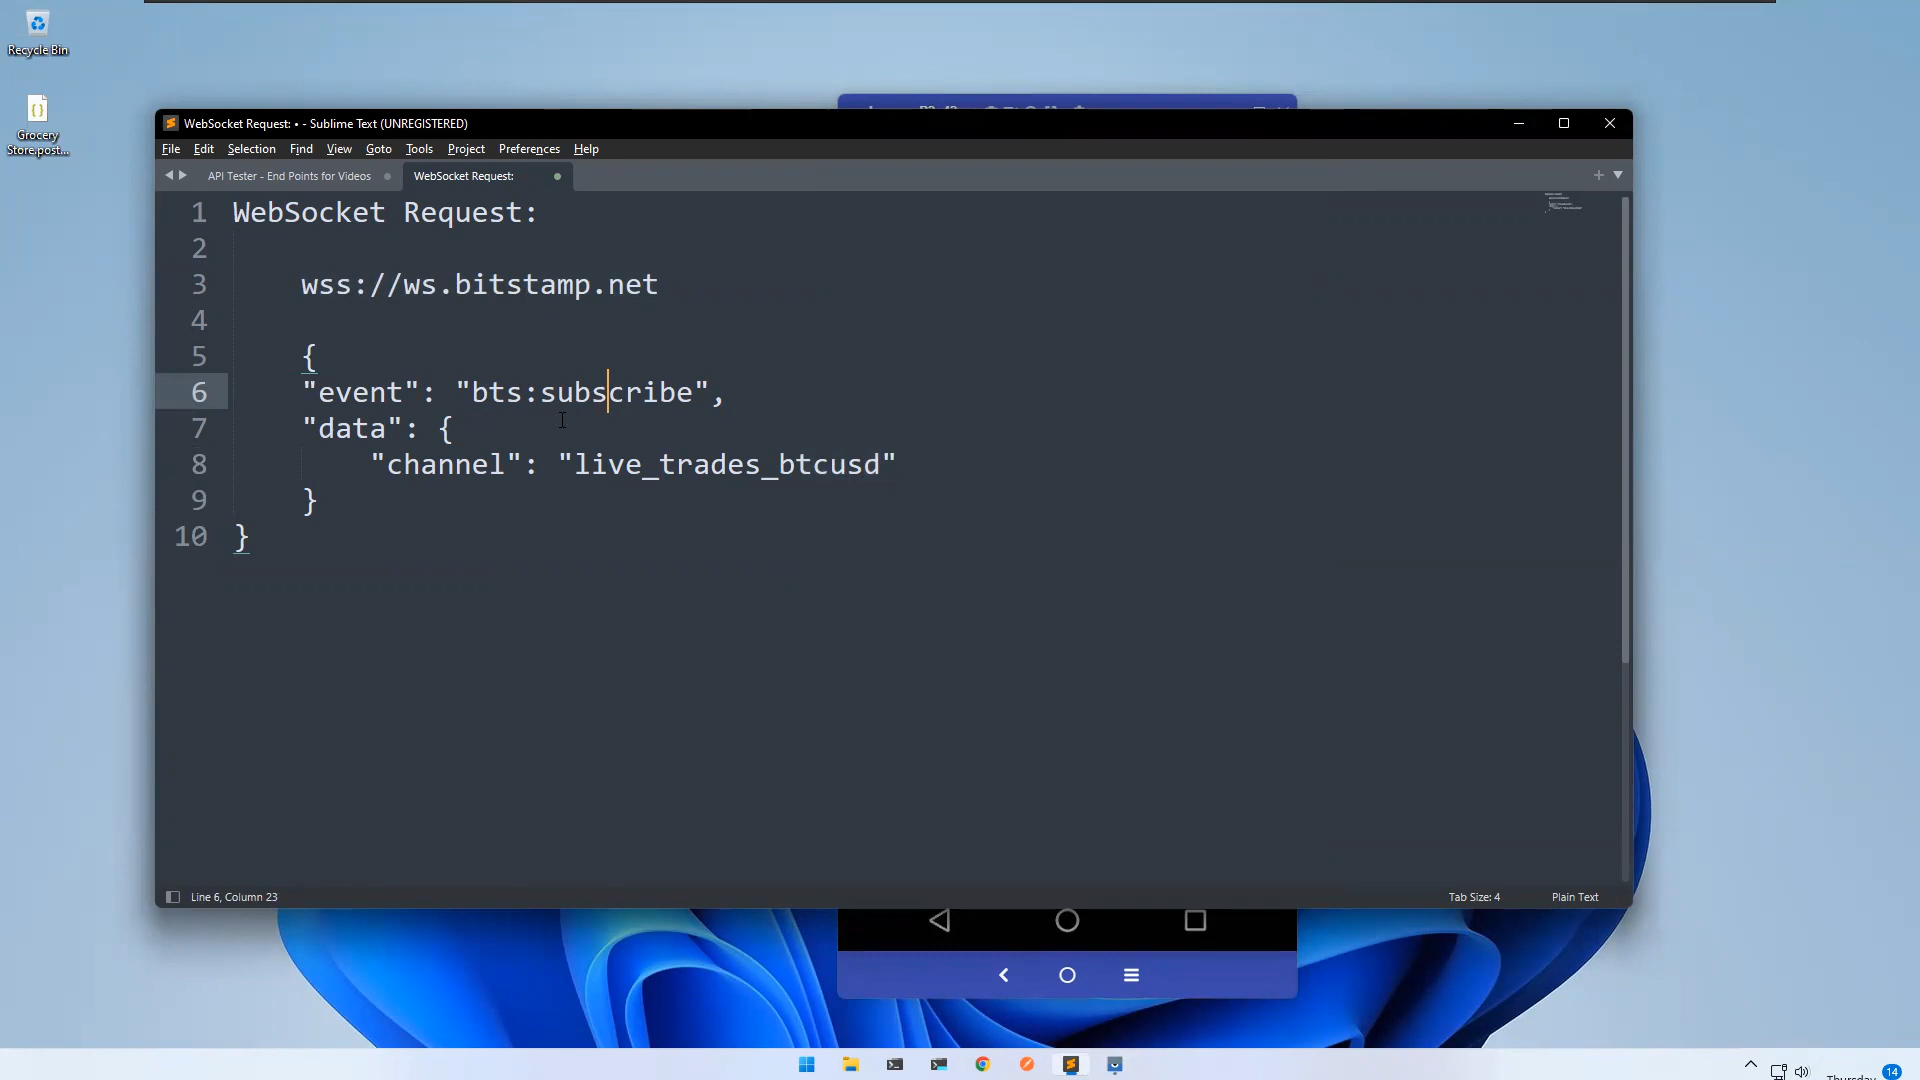 Recycle Bin
Grocery
Store.post...
WebSocket Request: • - Sublime Text (UNREGISTERED)
File Edit Selection Find View Goto Tools Project Preferences Help
API Tester - End Points for Videos
WebSocket Request:
1 WebSocket Request:
2
3 wss://ws.bitstamp.net
4
5 {
6 "event": "bts:subscribe",
7 "data": {
8 "channel": "live_trades_btcusd"
9 }
10 }
Line 6, Column 23
Tab Size: 4
Plain Text
Thursday
14